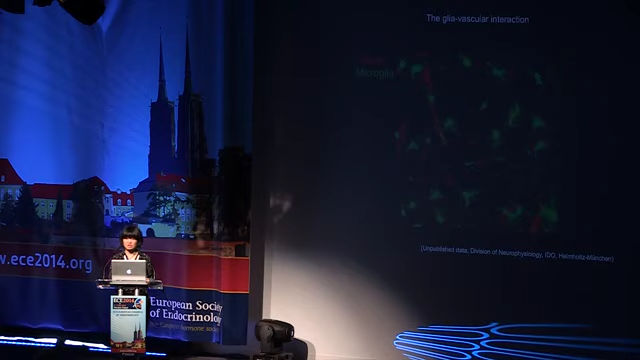 The glia-vascular interaction
Microglia
(Unpublished data, Division of Neurophysiology, IDO, Helmholtz-München)
w.ece2014.org
ECE2014
European Society
of Endocrinology